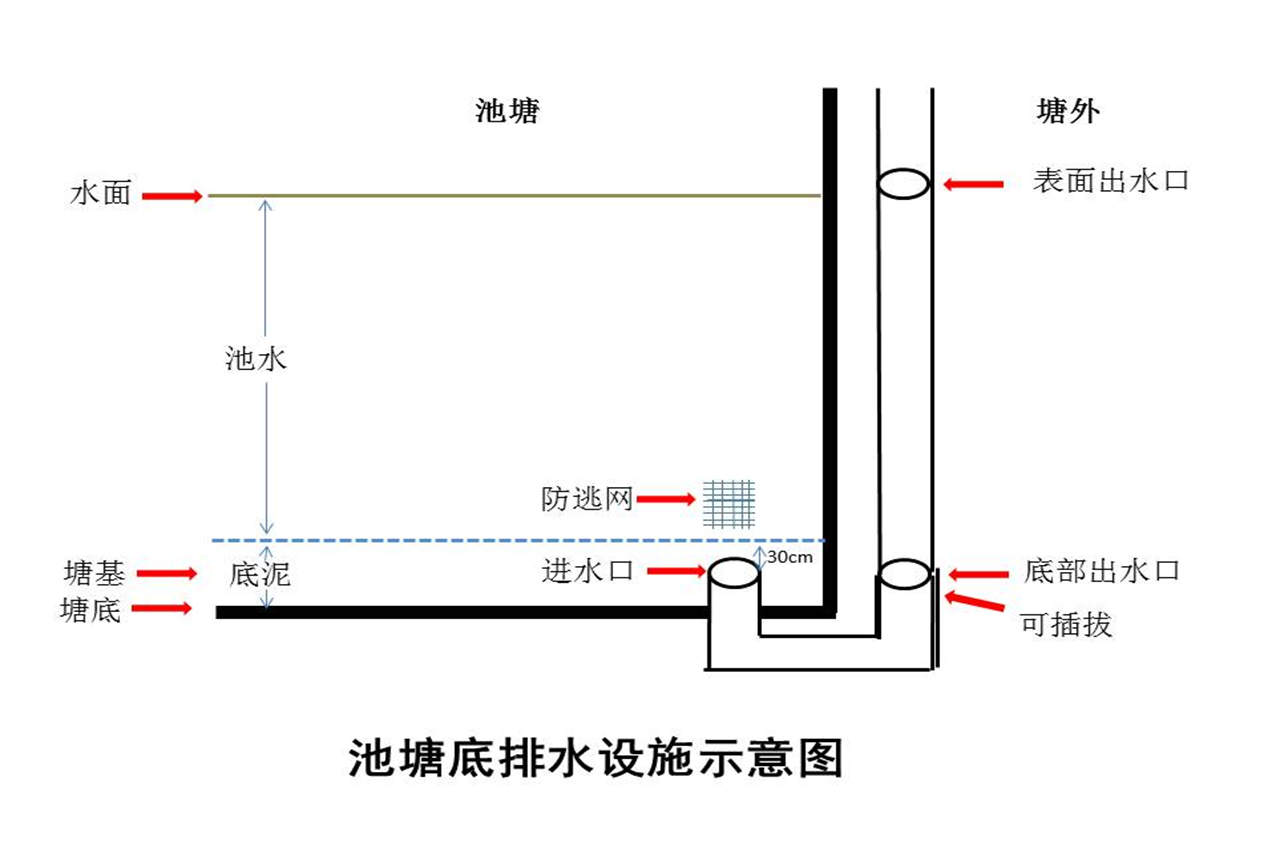 池塘
塘外
水面
表面出水口
池水
防逃网
30cm
塘基
底泥
进水口
底部出水口
塘底
可插拔
池塘底排水设施示意图